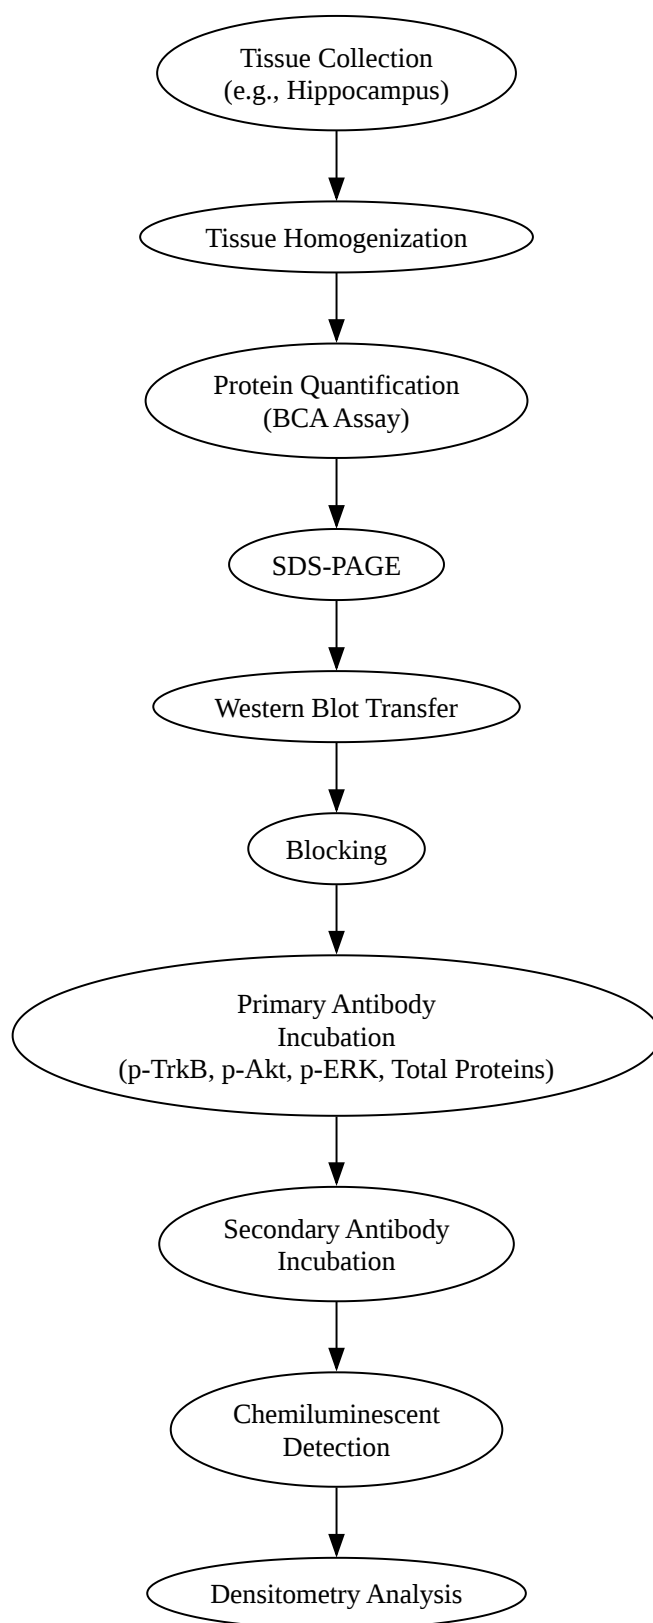 Tissue Collection
(e.g., Hippocampus)
Tissue Homogenization
Protein Quantification
(BCA Assay)
SDS-PAGE
Western Blot Transfer
Blocking
Primary Antibody
Incubation
(p-TrkB, p-Akt, p-ERK, Total Proteins)
Secondary Antibody
Incubation
Chemiluminescent
Detection
Densitometry Analysis